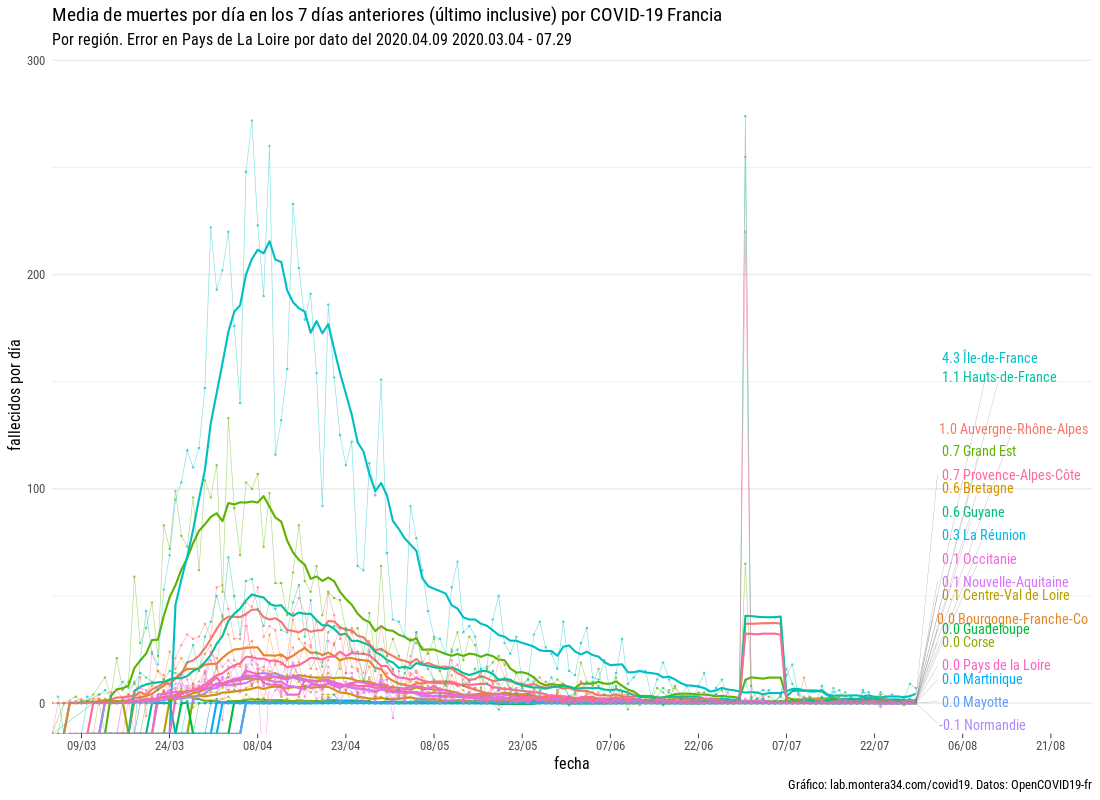 Media de muertes por día en los 7 días anteriores (último inclusive) por COVID-19 Francia
Por región. Error en Pays de La Loire por dato del 2020.04.09 2020.03.04 - 07.29
300
200
100
0
fallecidos por día
4.3 Île-de-France
1.1 Hauts-de-France
1.0 Auvergne-Rhône-Alpes
0.7 Grand Est
0.7 Provence-Alpes-Côte
0.6 Bretagne
0.6 Guyane
0.3 La Réunion
0.1 Occitanie
0.1 Nouvelle-Aquitaine
0.1 Centre-Val de Loire
0.0 Bourgogne-Franche-Co
0.0 Guadeloupe
0.0 Corse
0.0 Pays de la Loire
0.0 Martinique
0.0 Mayotte
-0.1 Normandie
09/03 24/03 08/04 23/04 08/05 23/05 07/06 22/06 07/07 22/07 06/08 21/08
fecha
Gráfico: lab.montera34.com/covid19. Datos: OpenCOVID19-fr